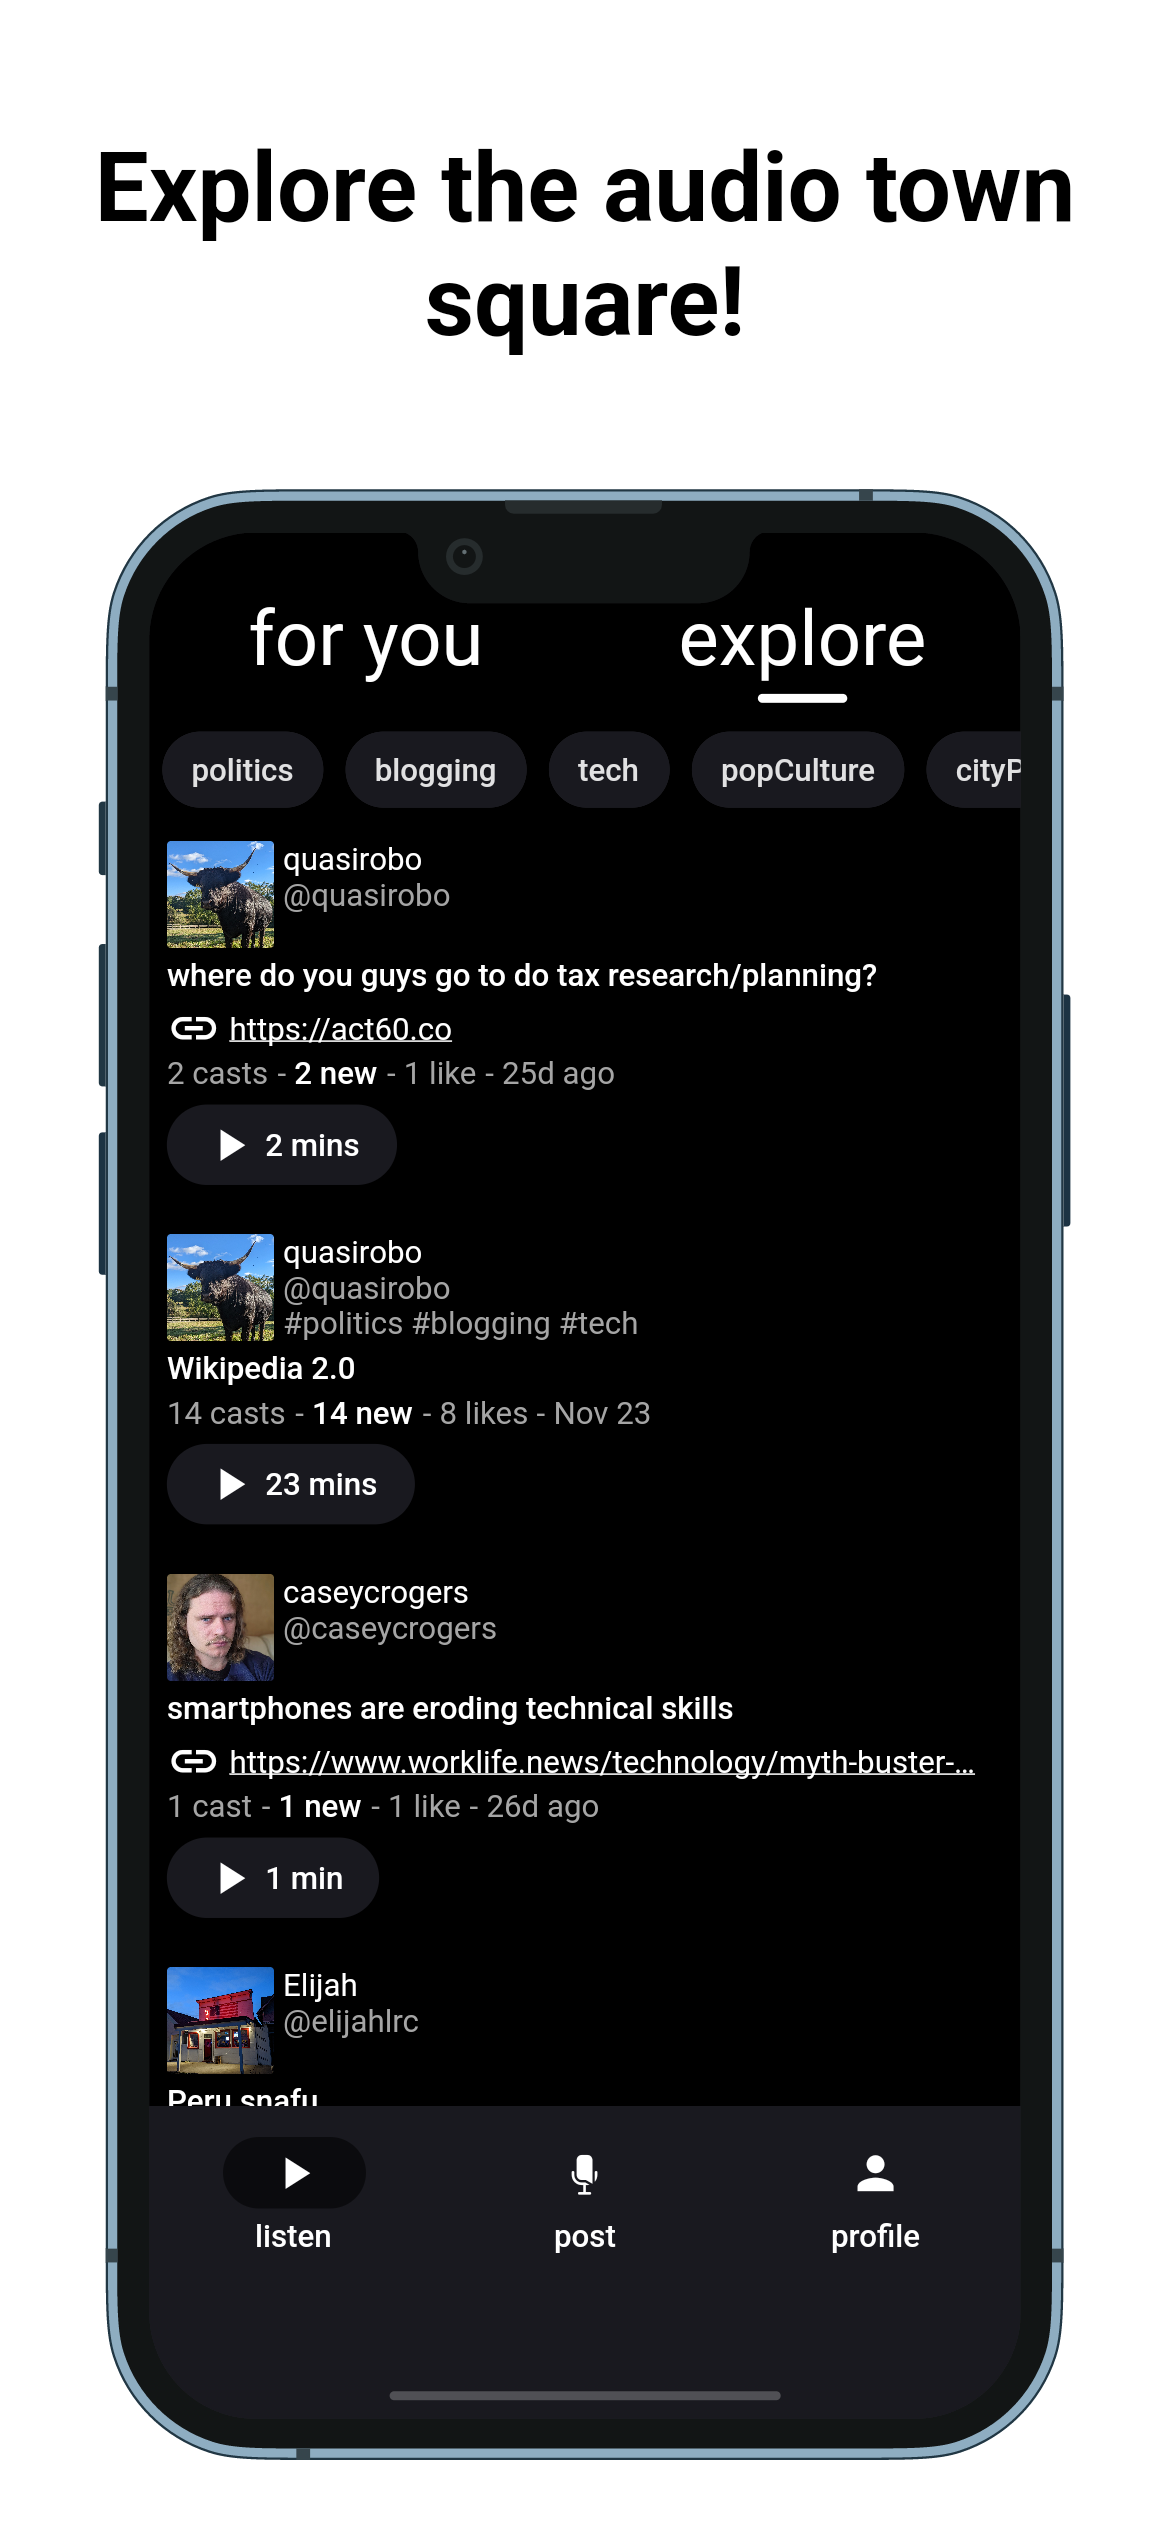 Explore the audio town
square!
for you
explore
politics
blogging
tech
popCulture
cityP
quasirobo
@quasirobo
where do you guys go to do tax research/planning?
https://act60.co
2 casts - 2 new - 1 like - 25d ago
2 mins
quasirobo
@quasirobo
#politics #blogging #tech
Wikipedia 2.0
14 casts - 14 new - 8 likes - Nov 23
23 mins
caseycrogers
@caseycrogers
smartphones are eroding technical skills
https://www.worklife.news/technology/myth-buster-...
1 cast - 1 new - 1 like - 26d ago
1 min
Elijah
@elijahlrc
Peru snafu
listen
post
profile